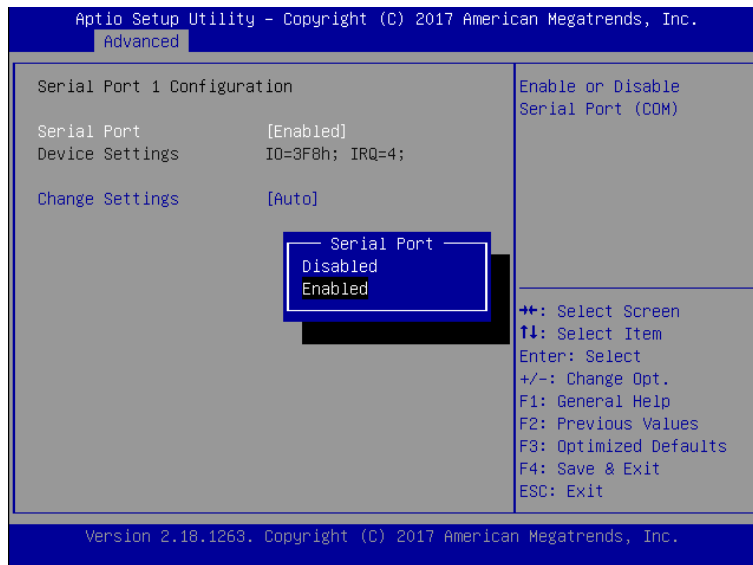 Aptio Setup Utility – Copyright (C) 2017 American Megatrends, Inc.
Advanced
Serial Port 1 Configuration
Serial Port [Enabled]
Device Settings IO=3F8h; IRQ=4;
Change Settings [Auto]
Serial Port
Disabled
Enabled
Enable or Disable
Serial Port (COM)
→←: Select Screen
↑↓: Select Item
Enter: Select
+/-: Change Opt.
F1: General Help
F2: Previous Values
F3: Optimized Defaults
F4: Save & Exit
ESC: Exit
Version 2.18.1263. Copyright (C) 2017 American Megatrends, Inc.